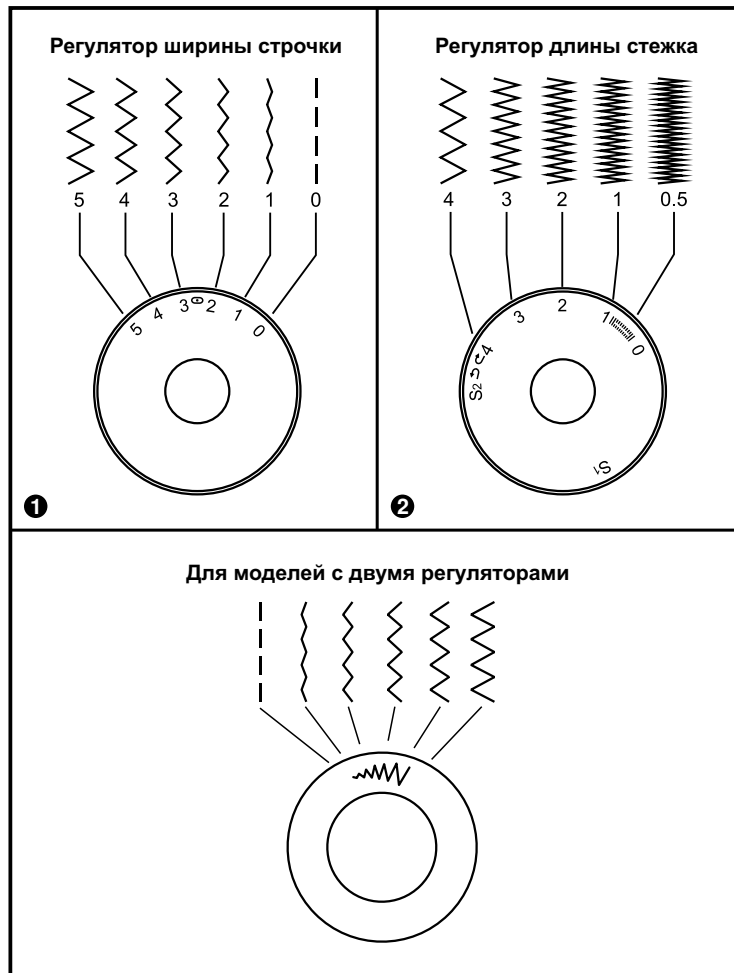 Регулятор ширины строчки
5 4 3 2 1 0
5 4 3 2 1 0
1
Регулятор длины стежка
4 3 2 1 0.5
S2 4 3 2 1 0
S1
2
Для моделей с двумя регуляторами